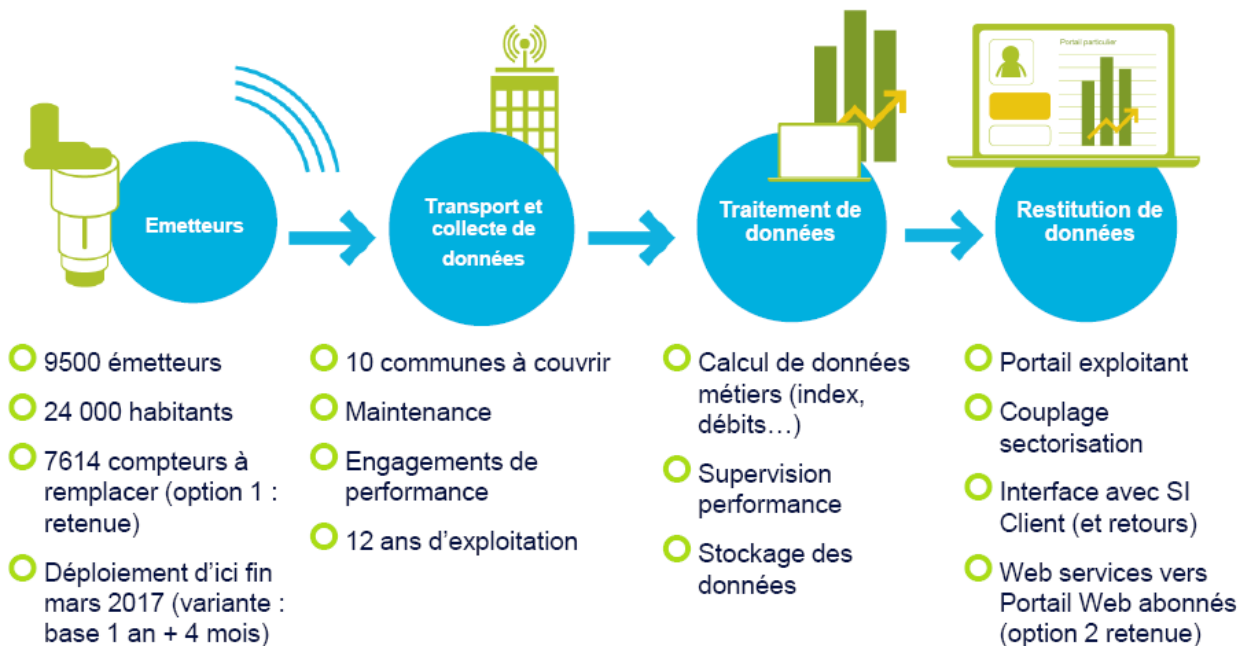 Portail particulier
Emetteurs
Transport et
collecte de
données
Traitement de
données
Restitution de
données
9500 émetteurs
24 000 habitants
7614 compteurs à
remplacer (option 1 :
retenue)
Déploiement d'ici fin
mars 2017 (variante :
base 1 an + 4 mois)
10 communes à couvrir
Maintenance
Engagements de
performance
12 ans d'exploitation
Calcul de données
métiers (index,
débits…)
Supervision
performance
Stockage des
données
Portail exploitant
Couplage
sectorisation
Interface avec SI
Client (et retours)
Web services vers
Portail Web abonnés
(option 2 retenue)